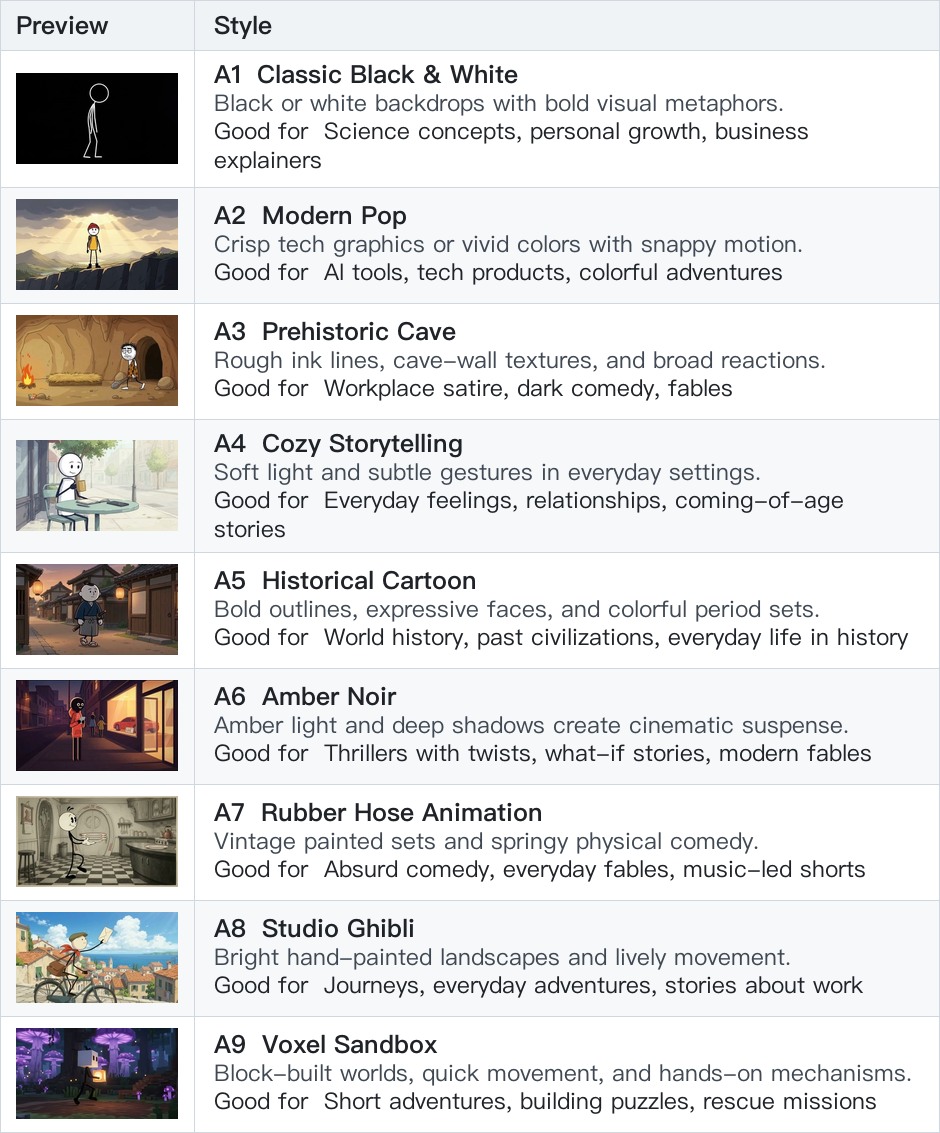 Preview
Style
A1 Classic Black & White
Black or white backdrops with bold visual metaphors.
Good for Science concepts, personal growth, business
explainers
A2 Modern Pop
Crisp tech graphics or vivid colors with snappy motion.
Good for AI tools, tech products, colorful adventures
A3 Prehistoric Cave
Rough ink lines, cave–wall textures, and broad reactions.
Good for Workplace satire, dark comedy, fables
A4 Cozy Storytelling
Soft light and subtle gestures in everyday settings.
Good for Everyday feelings, relationships, coming–of–age
stories
A5 Historical Cartoon
Bold outlines, expressive faces, and colorful period sets.
Good for World history, past civilizations, everyday life in history
A6 Amber Noir
Amber light and deep shadows create cinematic suspense.
Good for Thrillers with twists, what–if stories, modern fables
A7 Rubber Hose Animation
Vintage painted sets and springy physical comedy.
Good for Absurd comedy, everyday fables, music–led shorts
A8 Studio Ghibli
Bright hand–painted landscapes and lively movement.
Good for Journeys, everyday adventures, stories about work
A9 Voxel Sandbox
Block–built worlds, quick movement, and hands–on mechanisms.
Good for Short adventures, building puzzles, rescue missions